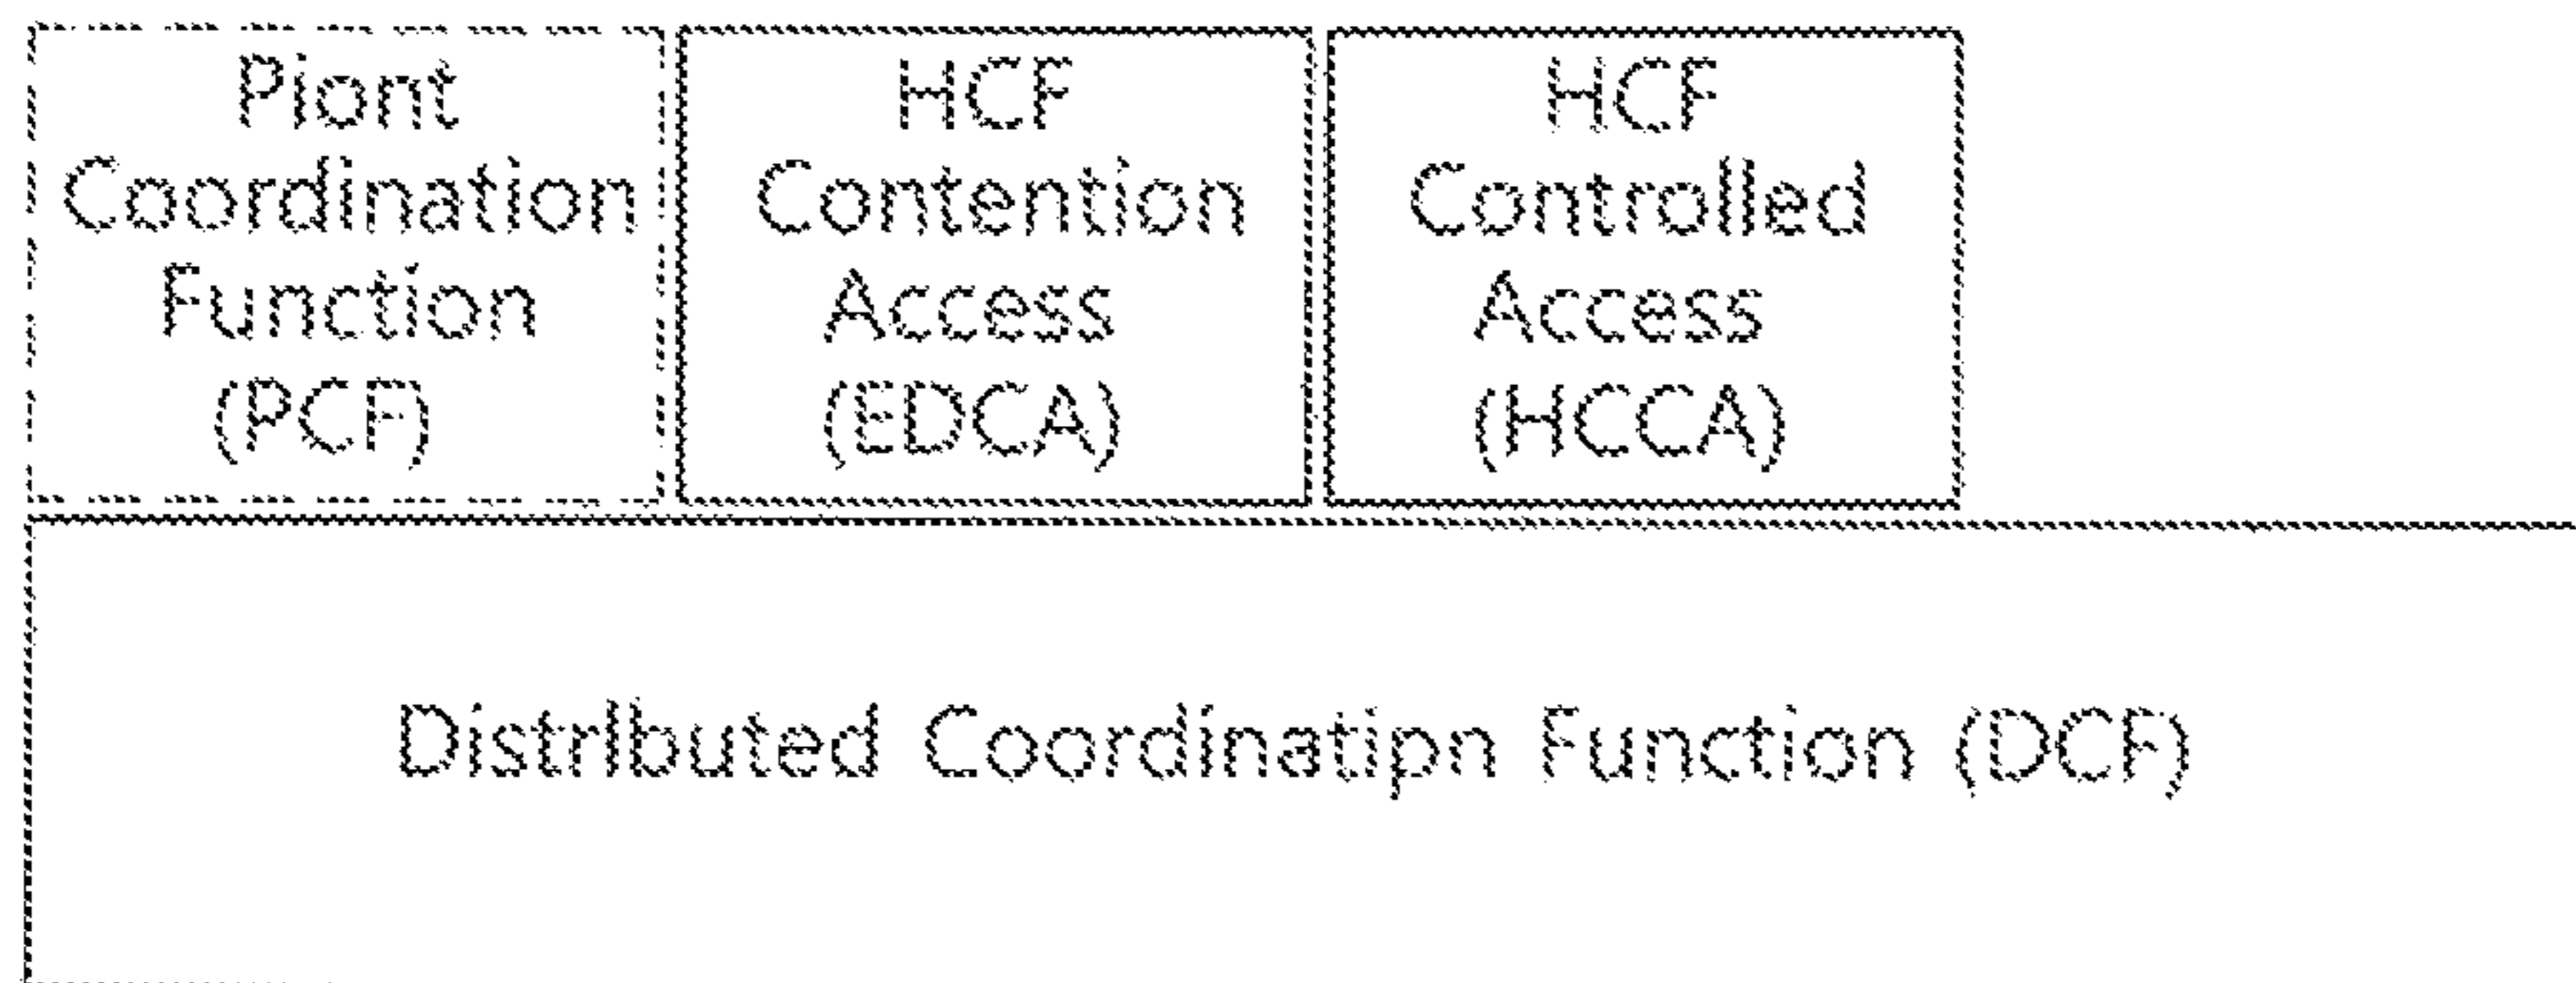 Piont
Coordination
Function
(PCF)
HCF
Contention
Access
(EDCA)
HCF
Controlled
Access
(HCCA)
Distrlbuted Coordinatipn Function (DCF)